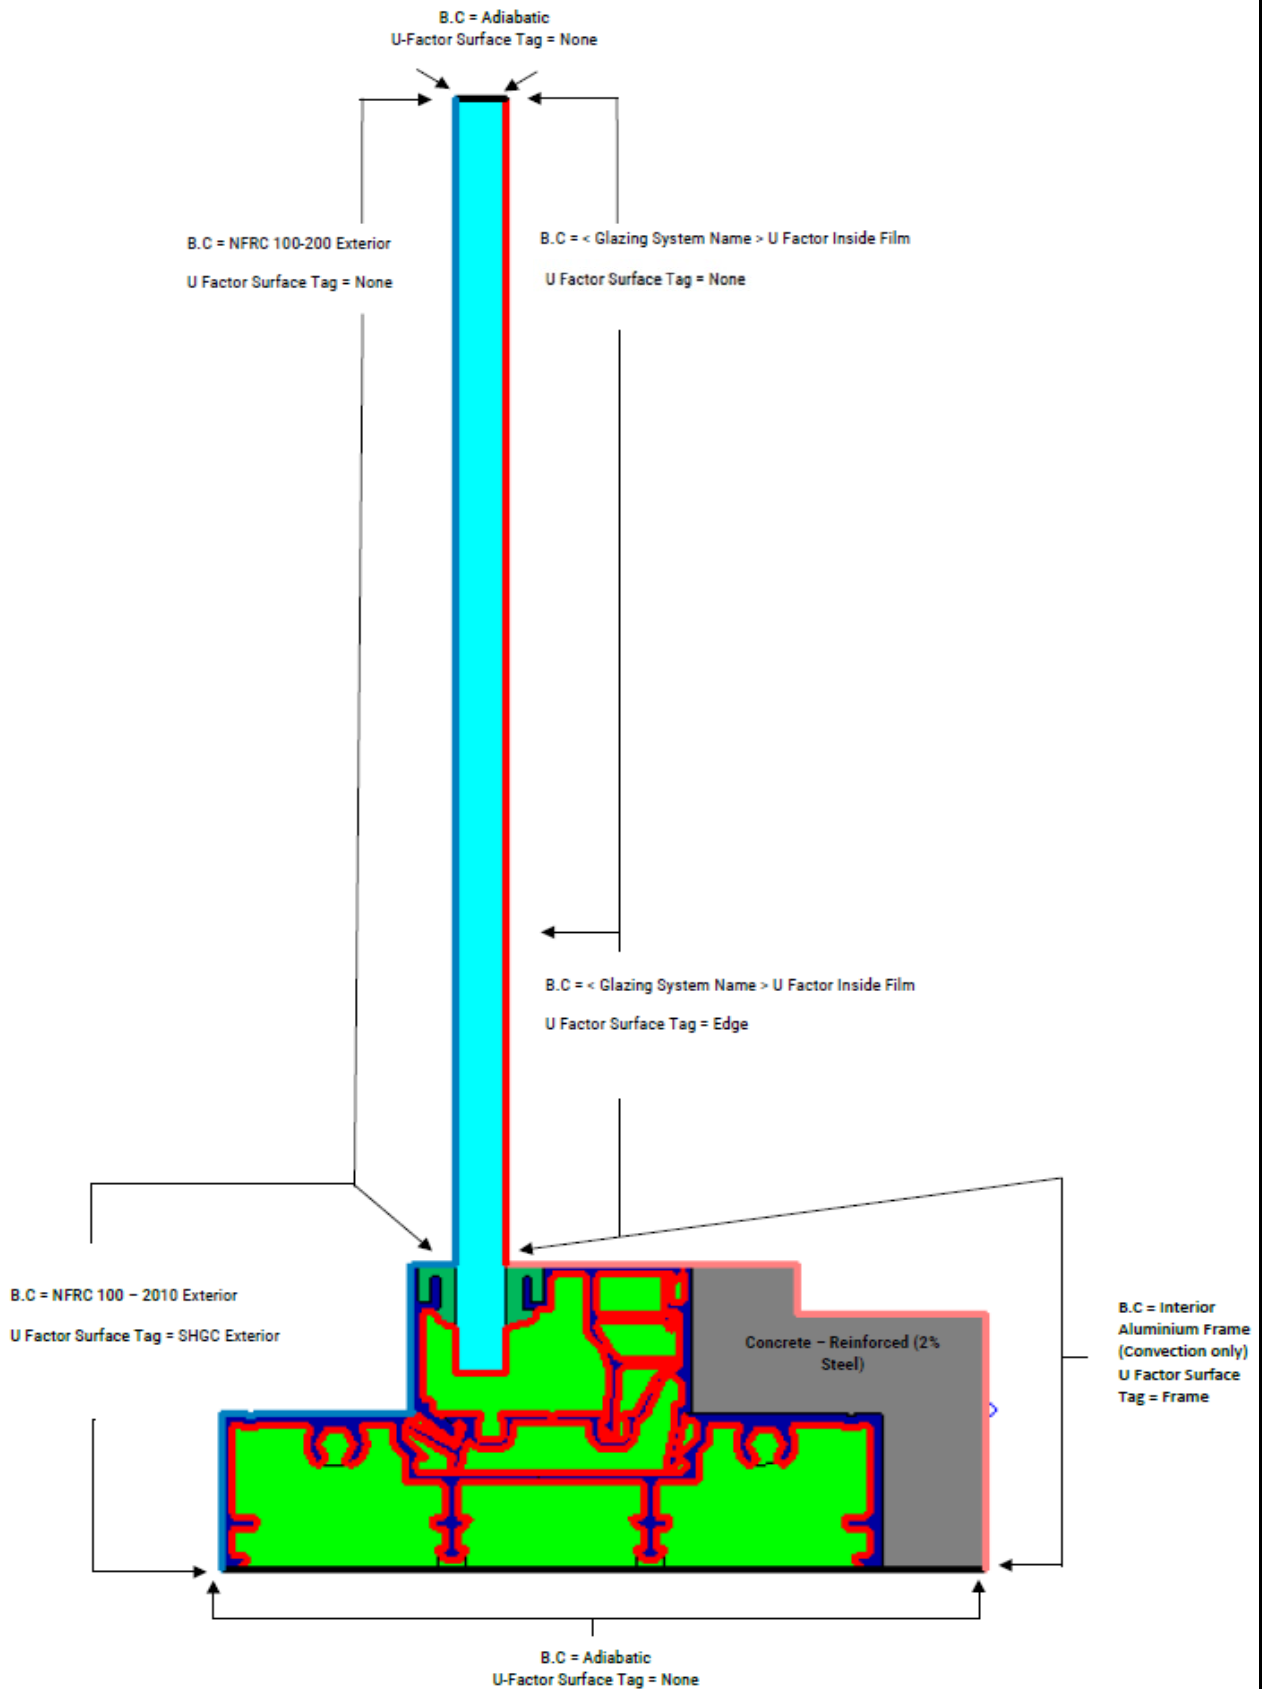 B.C = Adiabatic
U-Factor Surface Tag = None
B.C = NFRC 100-200 Exterior
U Factor Surface Tag = None
B.C = < Glazing System Name > U Factor Inside Film
U Factor Surface Tag = None
B.C = < Glazing System Name > U Factor Inside Film
U Factor Surface Tag = Edge
B.C = NFRC 100 – 2010 Exterior
U Factor Surface Tag = SHGC Exterior
Concrete – Reinforced (2%
Steel)
B.C = Interior
Aluminium Frame
(Convection only)
U Factor Surface
Tag = Frame
B.C = Adiabatic
U-Factor Surface Tag = None